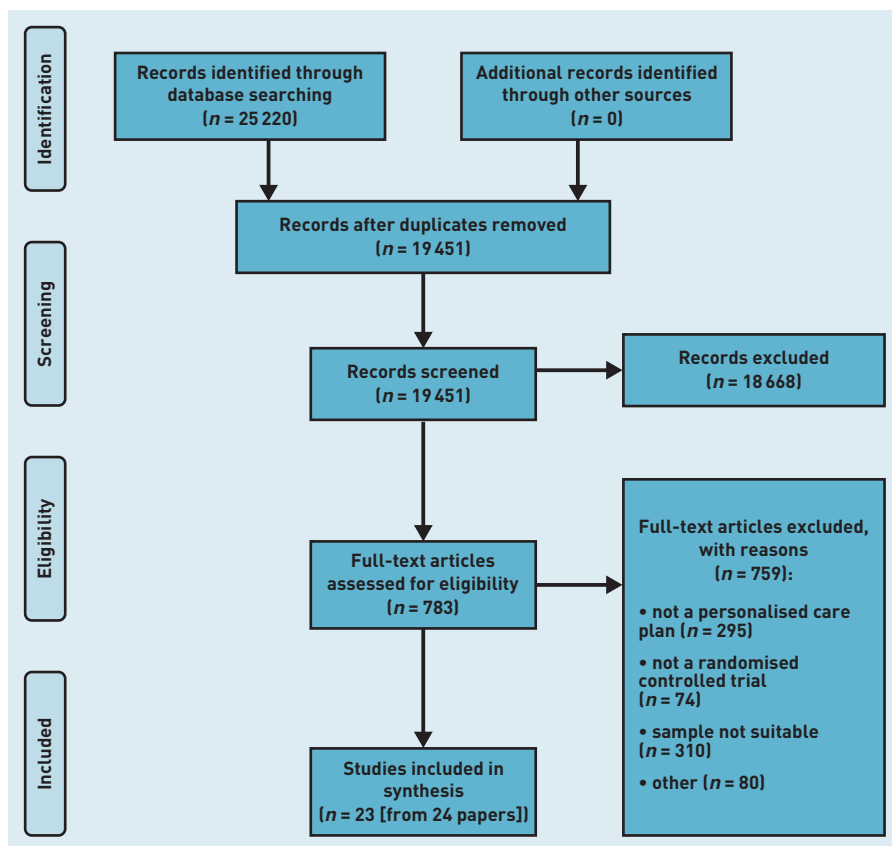 Identification
Records identified through
database searching
(n = 25 220)
Additional records identified
through other sources
(n = 0)
Records after duplicates removed
(n = 19 451)
Screening
Records screened
(n = 19 451)
Records excluded
(n = 18 668)
Eligibility
Full-text articles
assessed for eligibility
(n = 783)
Full-text articles excluded,
with reasons
(n = 759):
• not a personalised care
plan (n = 295)
• not a randomised
controlled trial
(n = 74)
• sample not suitable
(n = 310)
• other (n = 80)
Included
Studies included in
synthesis
(n = 23 [from 24 papers])